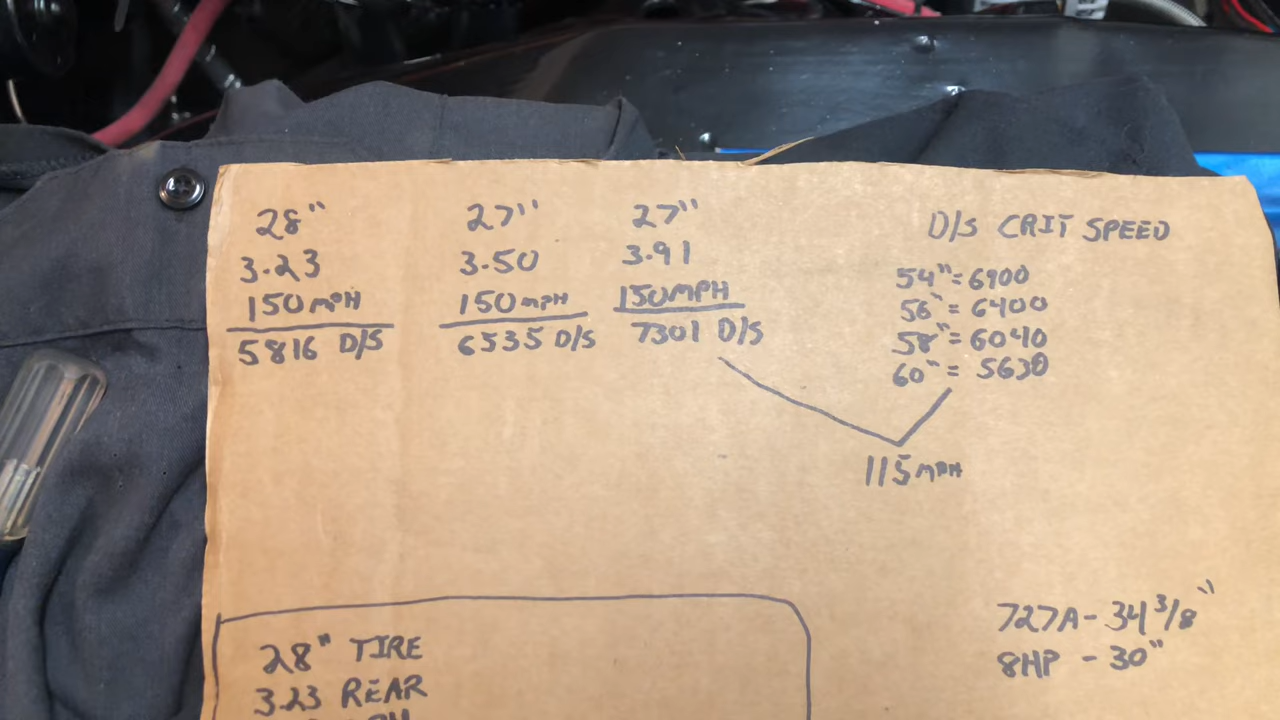 28"
3.23
150MPH
5816 D/S
27"
3.50
150MPH
6535 D/S
27"
3.91
150MPH
7301 D/S
D/S CRIT SPEED
54"=6900
56"=6400
58"=6040
60"= 5630
115MPH
727A- 34 3/8"
8HP - 30"
28" TIRE
3.23 REAR